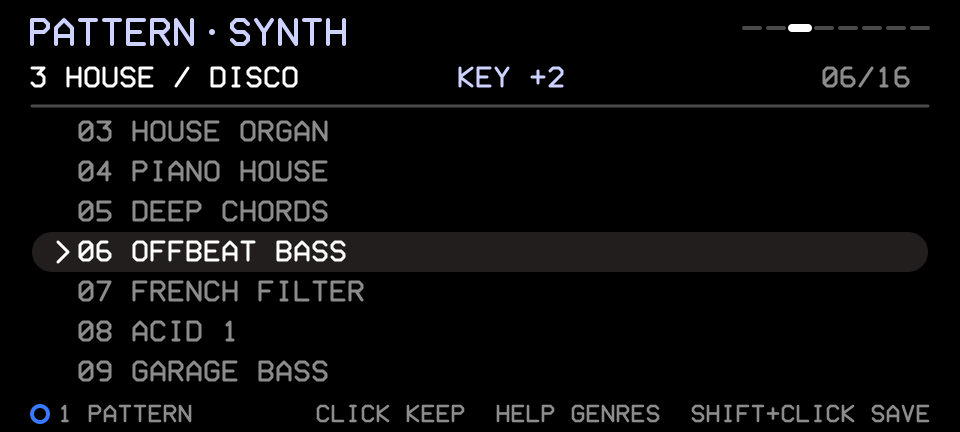 PATTERN · SYNTH
3 HOUSE / DISCO KEY +2 06/16
03 HOUSE ORGAN
04 PIANO HOUSE
05 DEEP CHORDS
06 OFFBEAT BASS
07 FRENCH FILTER
08 ACID 1
09 GARAGE BASS
1 PATTERN CLICK KEEP HELP GENRES SHIFT+CLICK SAVE